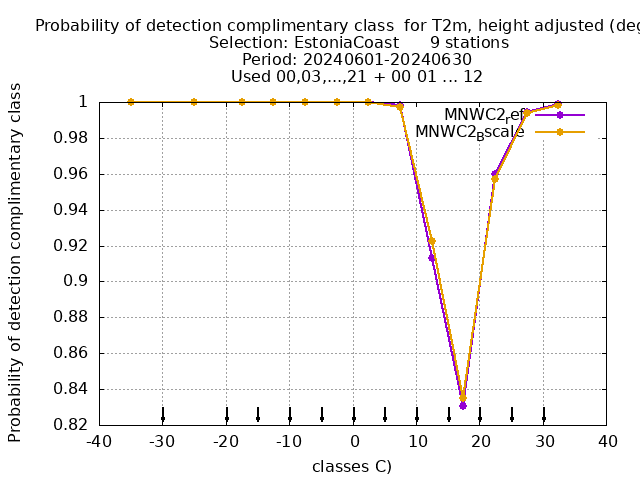 Probability of detection complimentary class  for T2m, height adjusted (deg
Selection: EstoniaCoast      9 stations
Period: 20240601-20240630
Used 00,03,...,21 + 00 01 ... 12
Probability of detection complimentary class
1
0.98
0.96
0.94
0.92
0.9
0.88
0.86
0.84
0.82
MNWC2_ref
MNWC2_Bscale
-40 -30 -20 -10 0 10 20 30 40
classes C)